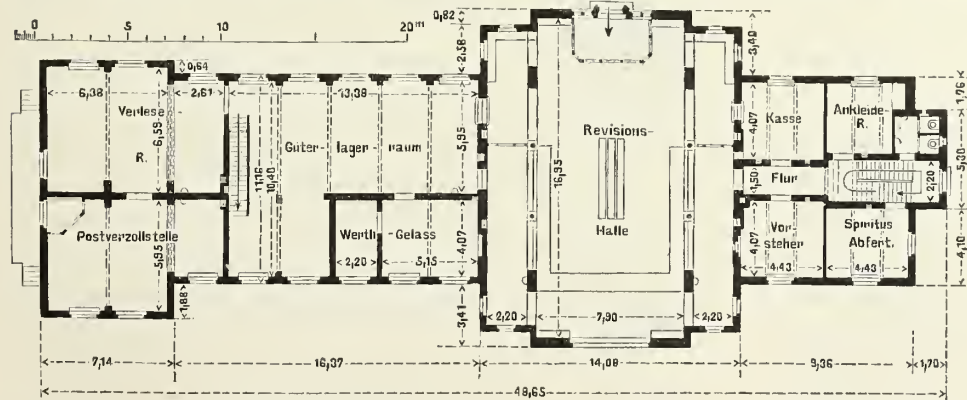 0 5 10 20 m
0,82
2,58
3,40
0,64
6,38
2,61
13,38
Verlese
R.
6,59
Güter- lager- raum
5,95
11,16
10,40
Revisions-
Halle
16,95
Kasse
4,07
Ankleide-
R.
1,76
5,30
Flur
1,50
2,20
Postverzollstelle
5,95
Werth- Gelass
4,07
2,20
5,15
Vor
steher
4,07
4,43
Spiritus
Abfert.
4,43
4,10
1,88
3,41
2,20
7,90
2,20
7,14
16,37
14,08
9,36
1,70
48,65